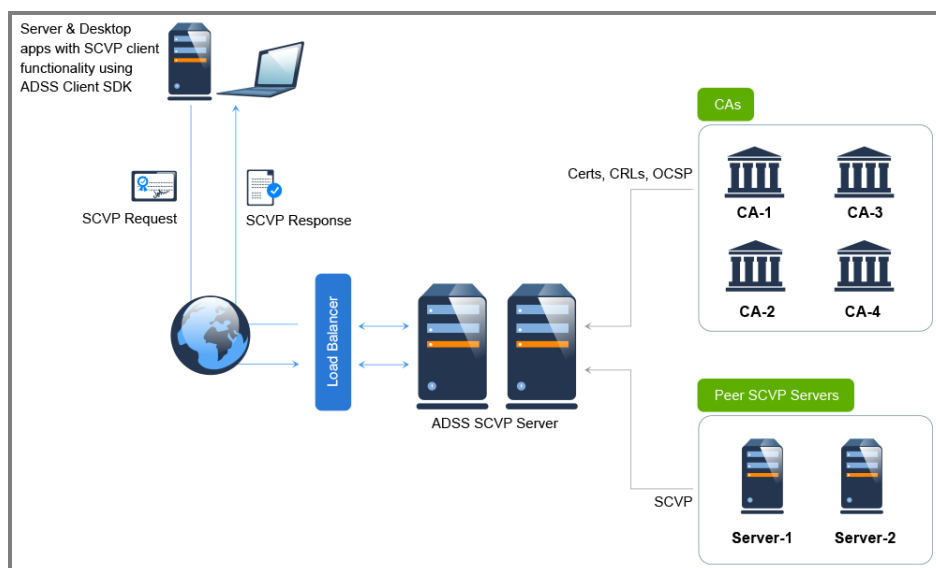 Server & Desktop
apps with SCVP client
functionality using
ADSS Client SDK
CAs
Certs, CRLs, OCSP
CA-1
CA-3
SCVP Request
SCVP Response
CA-2
CA-4
Load Balancer
ADSS SCVP Server
Peer SCVP Servers
SCVP
Server-1
Server-2